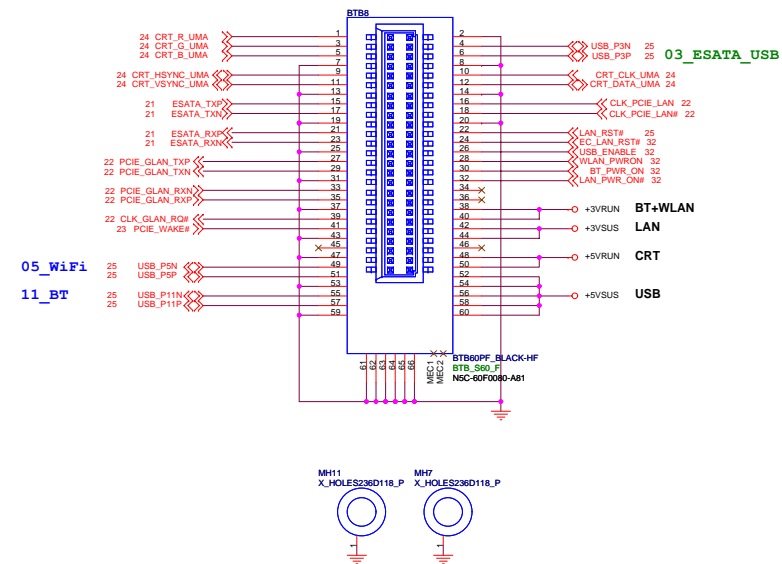 BTB8
24 CRT_R_UMA 1 2
24 CRT_G_UMA 3 4 USB_P3N 25
24 CRT_B_UMA 5 6 USB_P3P 25 03_ESATA_USB
7 8
24 CRT_HSYNC_UMA 9 10 CRT_CLK_UMA 24
24 CRT_VSYNC_UMA 11 12 CRT_DATA_UMA 24
13 14
21 ESATA_TXP 15 16 CLK_PCIE_LAN 22
21 ESATA_TXN 17 18 CLK_PCIE_LAN# 22
19 20
21 ESATA_RXP 21 22 LAN_RST# 25
21 ESATA_RXN 23 24 EC_LAN_RST# 32
25 26 USB_ENABLE 32
22 PCIE_GLAN_TXP 27 28 WLAN_PWRON 32
22 PCIE_GLAN_TXN 29 30 BT_PWR_ON 32
31 32 LAN_PWR_ON# 32
22 PCIE_GLAN_RXN 33 34
22 PCIE_GLAN_RXP 35 36
37 38 +3VRUN BT+WLAN
22 CLK_GLAN_RQ# 39 40
23 PCIE_WAKE# 41 42 +3VSUS LAN
43 44
45 46
47 48 +5VRUN CRT
05_WiFi 25 USB_P5N 49 50
25 USB_P5P 51 52
53 54
11_BT 25 USB_P11N 55 56 +5VSUS USB
25 USB_P11P 57 58
59 60
61 62 63 64 65 66 MEC1 MEC2
BTB60PF_BLACK-HF
BTB_S60_F
N5C-60F0080-A81
MH11 MH7
X_HOLES236D118_P X_HOLES236D118_P
1 1